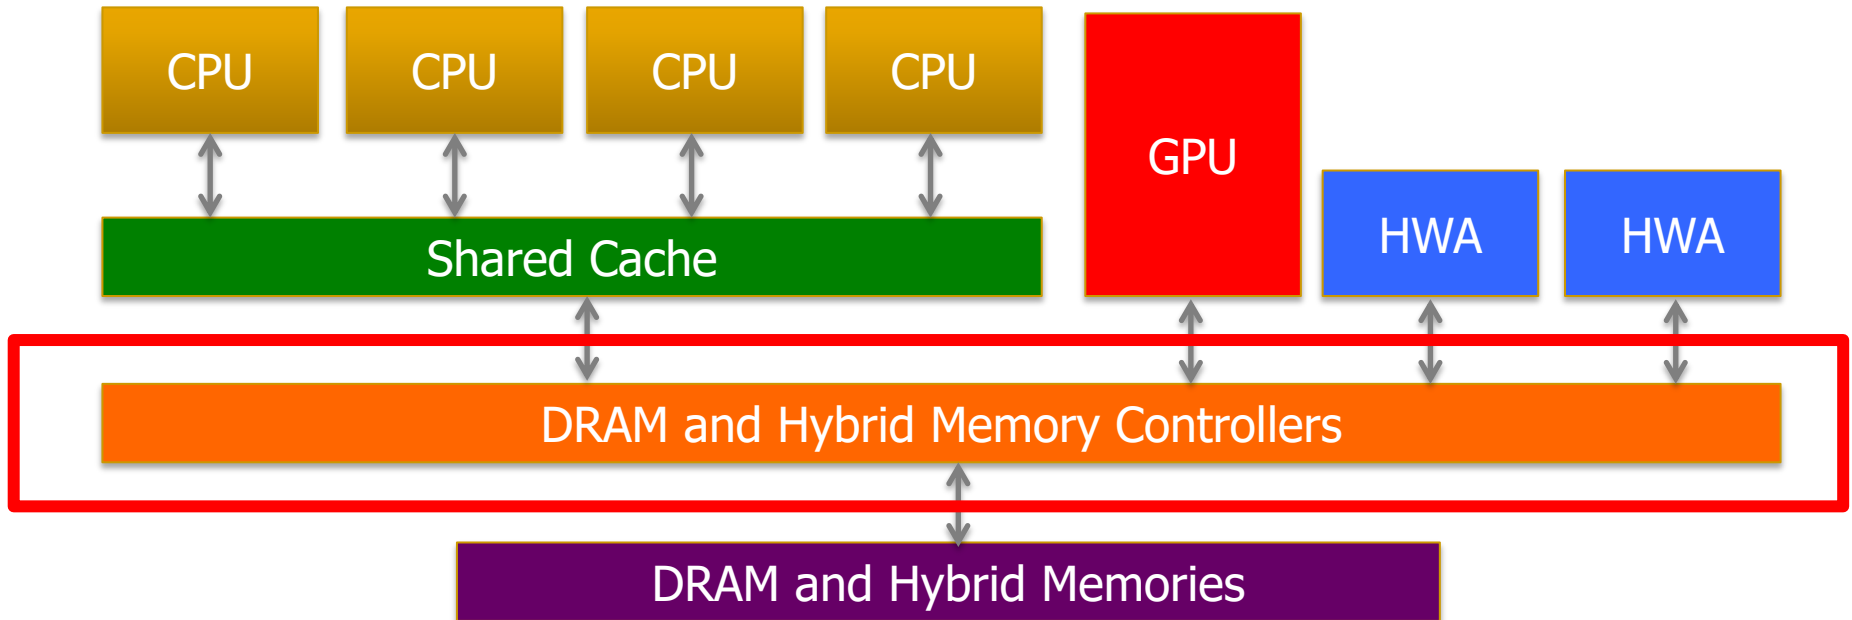 CPU
CPU
CPU
CPU
GPU
HWA
HWA
Shared Cache
DRAM and Hybrid Memory Controllers
DRAM and Hybrid Memories